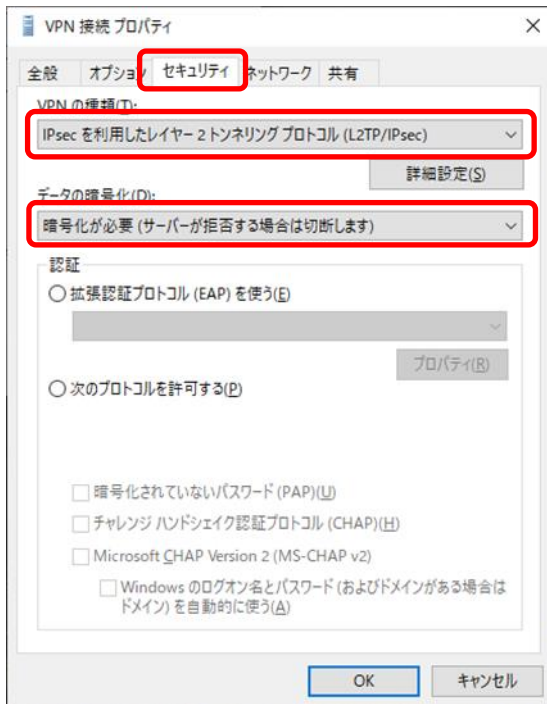 VPN 接続 プロパティ
全般 オプション セキュリティ ネットワーク 共有
VPN の種類(T):
IPsec を利用したレイヤー 2 トンネリング プロトコル (L2TP/IPsec)
詳細設定(S)
データの暗号化(D):
暗号化が必要 (サーバーが拒否する場合は切断します)
認証
拡張認証プロトコル (EAP) を使う(E)
プロパティ(R)
次のプロトコルを許可する(P)
暗号化されていないパスワード (PAP)(U)
チャレンジ ハンドシェイク認証プロトコル (CHAP)(H)
Microsoft CHAP Version 2 (MS-CHAP v2)
Windows のログオン名とパスワード (およびドメインがある場合は
ドメイン) を自動的に使う(A)
OK キャンセル